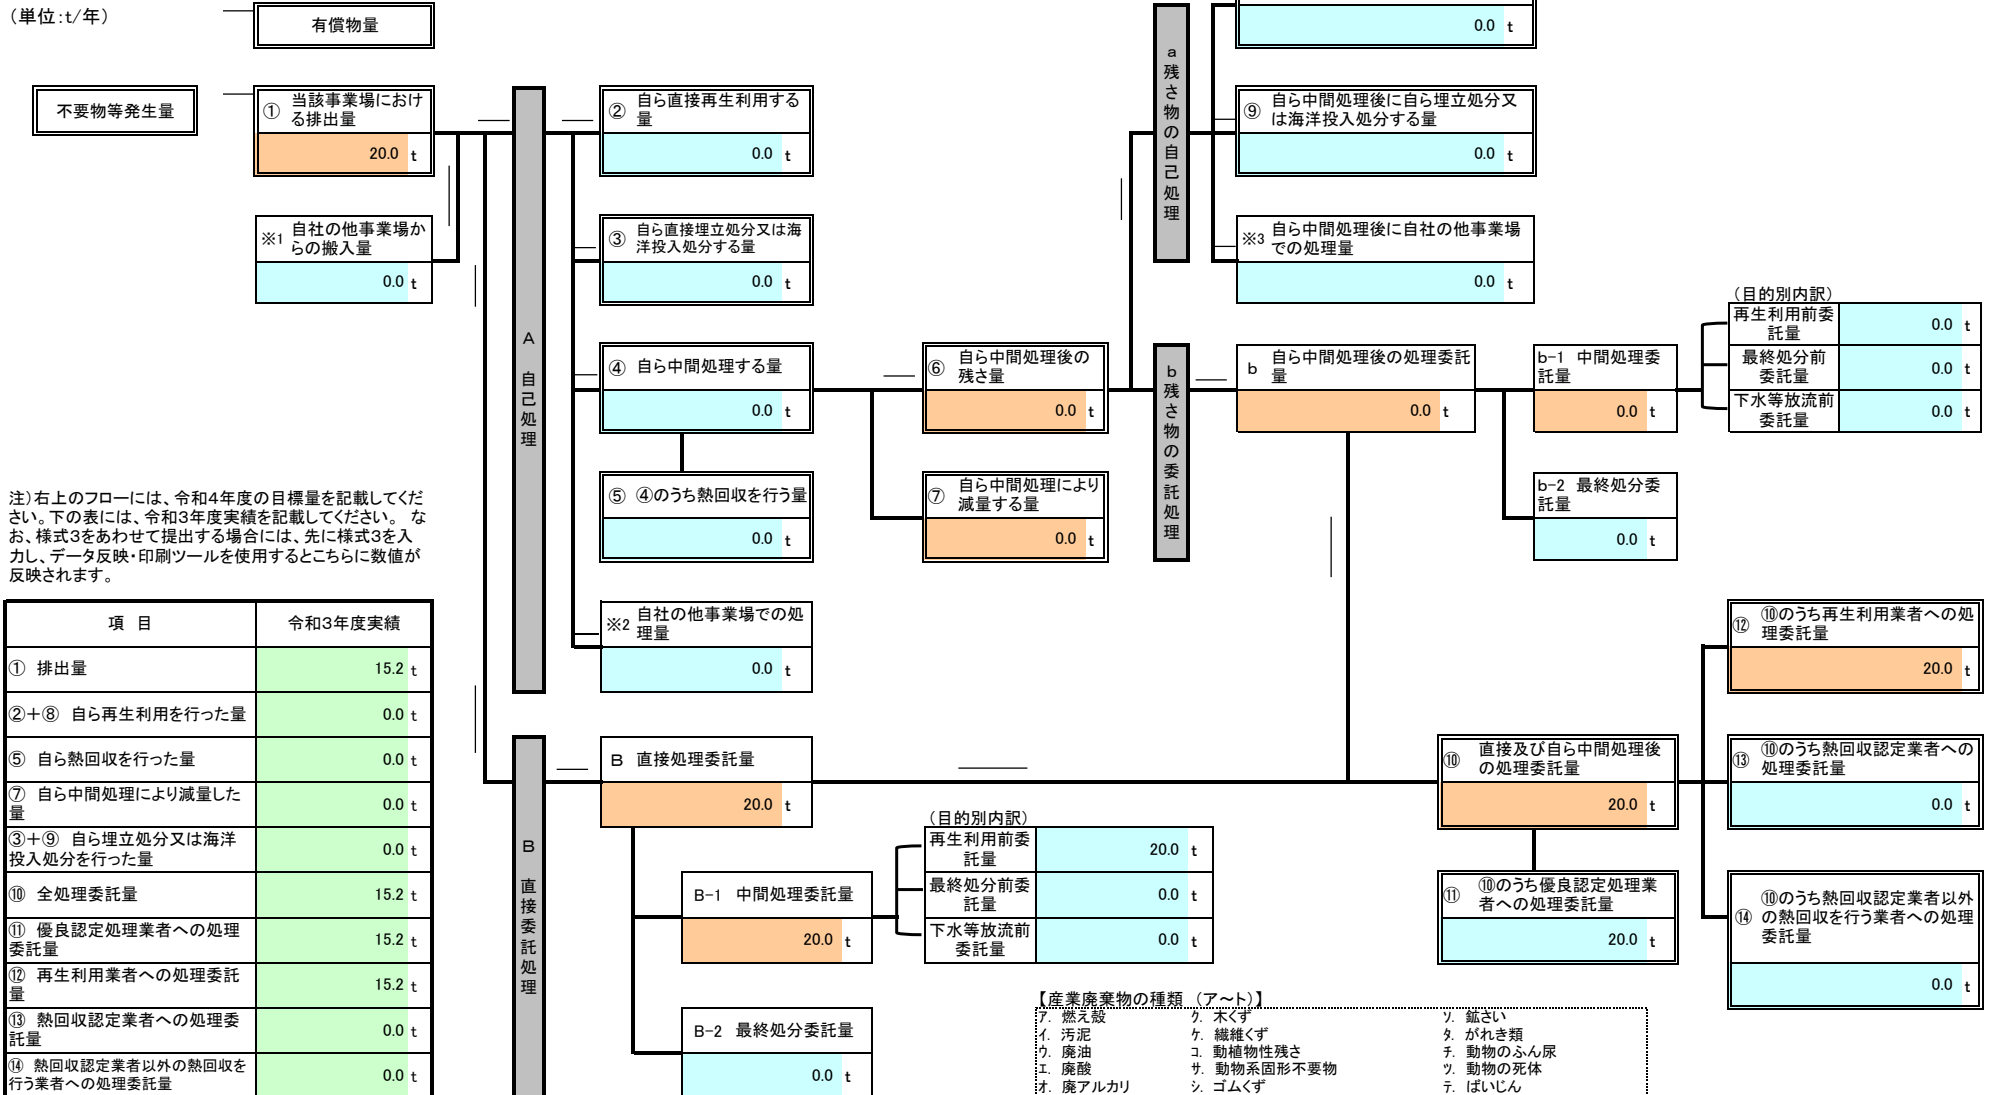 （単位：t/年）
有償物量
0.0 t
不要物等発生量
① 当該事業場におけ
る排出量
20.0 t
② 自ら直接再生利用する
量
0.0 t
a
残さ物の自己処理
⑨ 自ら中間処理後に自ら埋立処分又
は海洋投入処分する量
0.0 t
※1 自社の他事業場か
らの搬入量
0.0 t
③ 自ら直接埋立処分又は海
洋投入処分する量
0.0 t
※3 自ら中間処理後に自社の他事業場
での処理量
0.0 t
A
自己処理
④ 自ら中間処理する量
0.0 t
⑥ 自ら中間処理後の
残さ量
0.0 t
b
残さ物の委託処理
b 自ら中間処理後の処理委託
量
0.0 t
b-1 中間処理委
託量
0.0 t
（目的別内訳）
再生利用前委
託量
0.0 t
最終処分前
委託量
0.0 t
下水等放流前
委託量
0.0 t
⑤ ④のうち熱回収を行う量
0.0 t
⑦ 自ら中間処理により
減量する量
0.0 t
b-2 最終処分委
託量
0.0 t
注）右上のフローには、令和4年度の目標量を記載してくだ
さい。下の表には、令和3年度実績を記載してください。 な
お、様式3をあわせて提出する場合には、先に様式3を入
力し、データ反映・印刷ツールを使用するとこちらに数値が
反映されます。
※2 自社の他事業場での処
理量
0.0 t
項 目 令和3年度実績
① 排出量 15.2 t
②＋⑧ 自ら再生利用を行った量 0.0 t
⑤ 自ら熱回収を行った量 0.0 t
⑦ 自ら中間処理により減量した
量 0.0 t
③＋⑨ 自ら埋立処分又は海洋
投入処分を行った量 0.0 t
⑩ 全処理委託量 15.2 t
⑪ 優良認定処理業者への処理
委託量 15.2 t
⑫ 再生利用業者への処理委託
量 15.2 t
⑬ 熱回収認定業者への処理委
託量 0.0 t
⑭ 熱回収認定業者以外の熱回収を
行う業者への処理委託量 0.0 t
B
直接委託処理
B 直接処理委託量
20.0 t
B-1 中間処理委託量
20.0 t
（目的別内訳）
再生利用前委
託量
20.0 t
最終処分前委
託量
0.0 t
下水等放流前
委託量
0.0 t
B-2 最終処分委託量
0.0 t
⑩ 直接及び自ら中間処理後
の処理委託量
20.0 t
⑪ ⑩のうち優良認定処理業
者への処理委託量
20.0 t
⑫ ⑩のうち再生利用業者への処
理委託量
20.0 t
⑬ ⑩のうち熱回収認定業者への
処理委託量
0.0 t
⑭ ⑩のうち熱回収認定業者以外
の熱回収を行う業者への処理
委託量
0.0 t
【産業廃棄物の種類 （ア～ト）】
ア. 燃え殻 ク. 木くず ソ. 鉱さい
イ. 汚泥 ケ. 繊維くず タ. がれき類
ウ. 廃油 コ. 動植物性残さ チ. 動物のふん尿
エ. 廃酸 サ. 動物系固形不要物 ツ. 動物の死体
オ. 廃アルカリ シ. ゴムくず テ. ばいじん